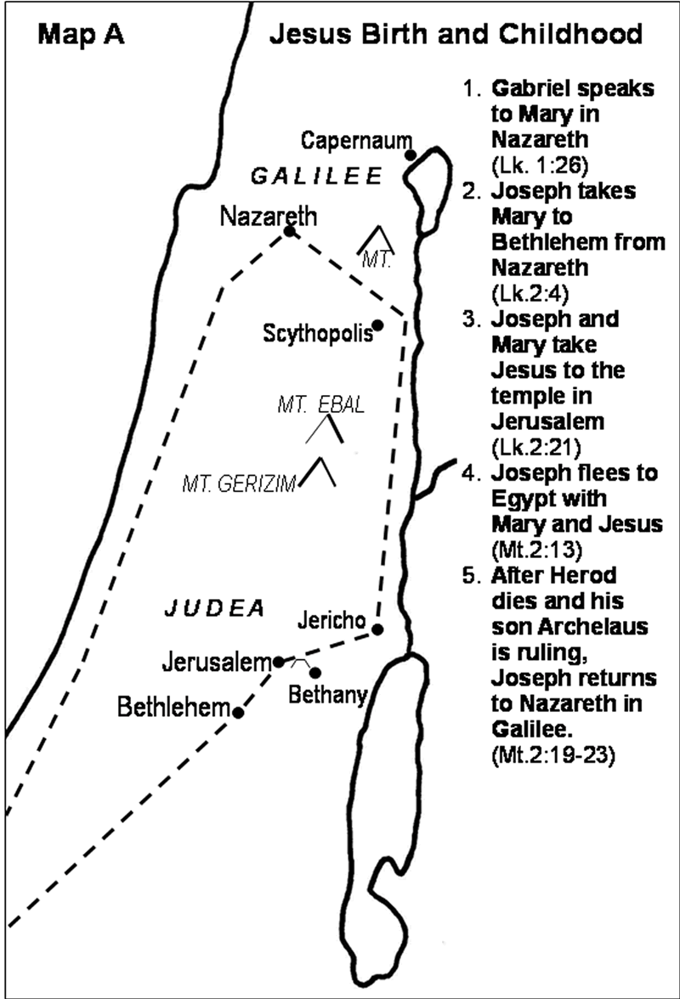 Map A
Jesus Birth and Childhood
1. Gabriel speaks
to Mary in
Nazareth
(Lk. 1:26)
2. Joseph takes
Mary to
Bethlehem from
Nazareth
(Lk.2:4)
3. Joseph and
Mary take
Jesus to the
temple in
Jerusalem
(Lk.2:21)
4. Joseph flees to
Egypt with
Mary and Jesus
(Mt.2:13)
5. After Herod
dies and his
son Archelaus
is ruling,
Joseph returns
to Nazareth in
Galilee.
(Mt.2:19-23)
Capernaum
GALILEE
Nazareth
MT.
Scythopolis
MT. EBAL
MT. GERIZIM
JUDEA
Jericho
Jerusalem
Bethany
Bethlehem